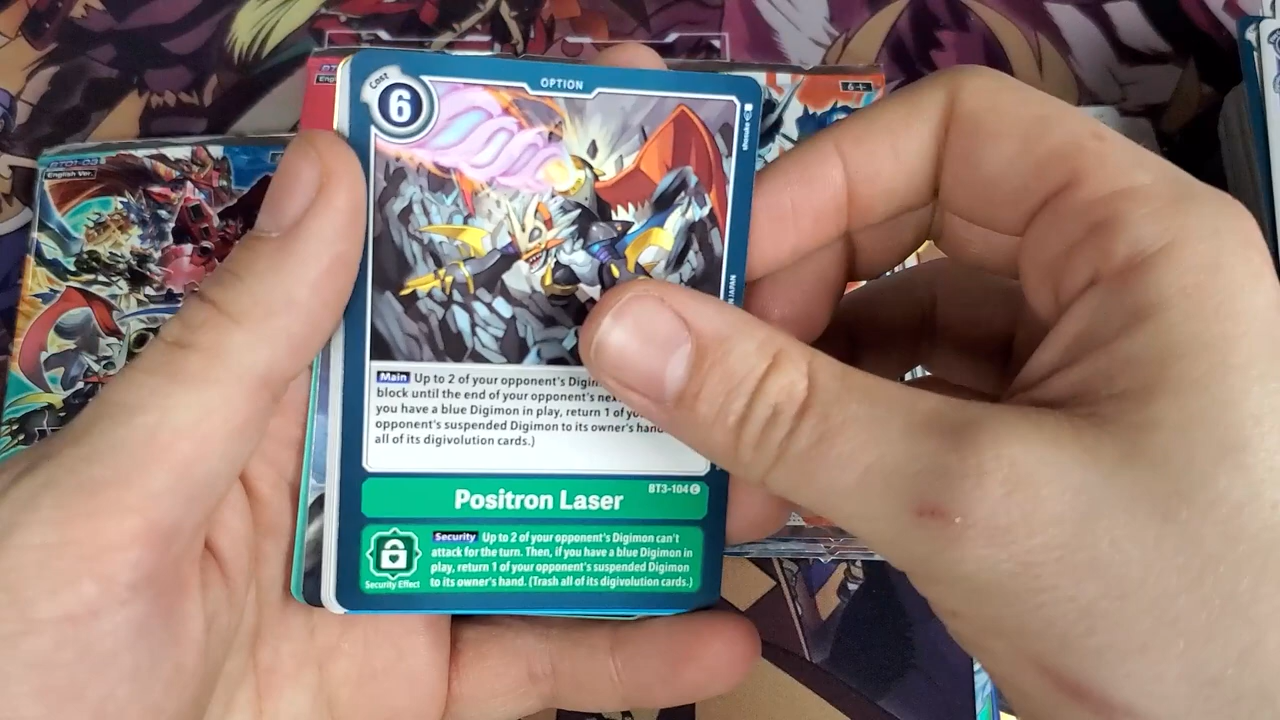 BT01-03
English Ver.
Cost
6
OPTION
shosuke
Main Up to 2 of your opponent's
block until the end of your opponent's
you have a blue Digimon in play, return 1 of
opponent's suspended Digimon to its owner's hand
all of its digivolution cards.)
JAPAN
BT3-104 C
Positron Laser
Security Up to 2 of your opponent's Digimon can't
attack for the turn. Then, if you have a blue Digimon in
play, return 1 of your opponent's suspended Digimon
to its owner's hand. (Trash all of its digivolution cards.)
Security Effect
6+